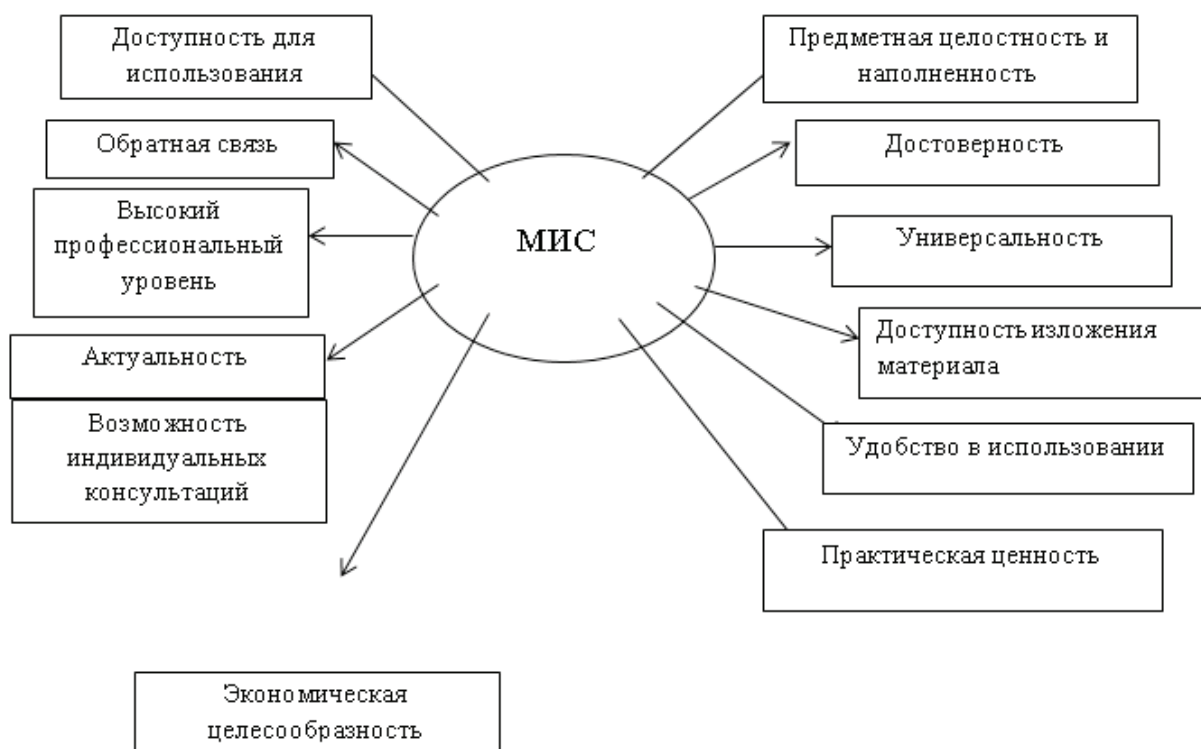 Доступность для
использования
Предметная целостность и
наполненность
Обратная связь
Достоверность
Высокий
профессиональный
уровень
МИС
Универсальность
Актуальность
Доступность изложения
материала
Возможность
индивидуальных
консультаций
Удобство в использовании
Практическая ценность
Экономическая
целесообразность